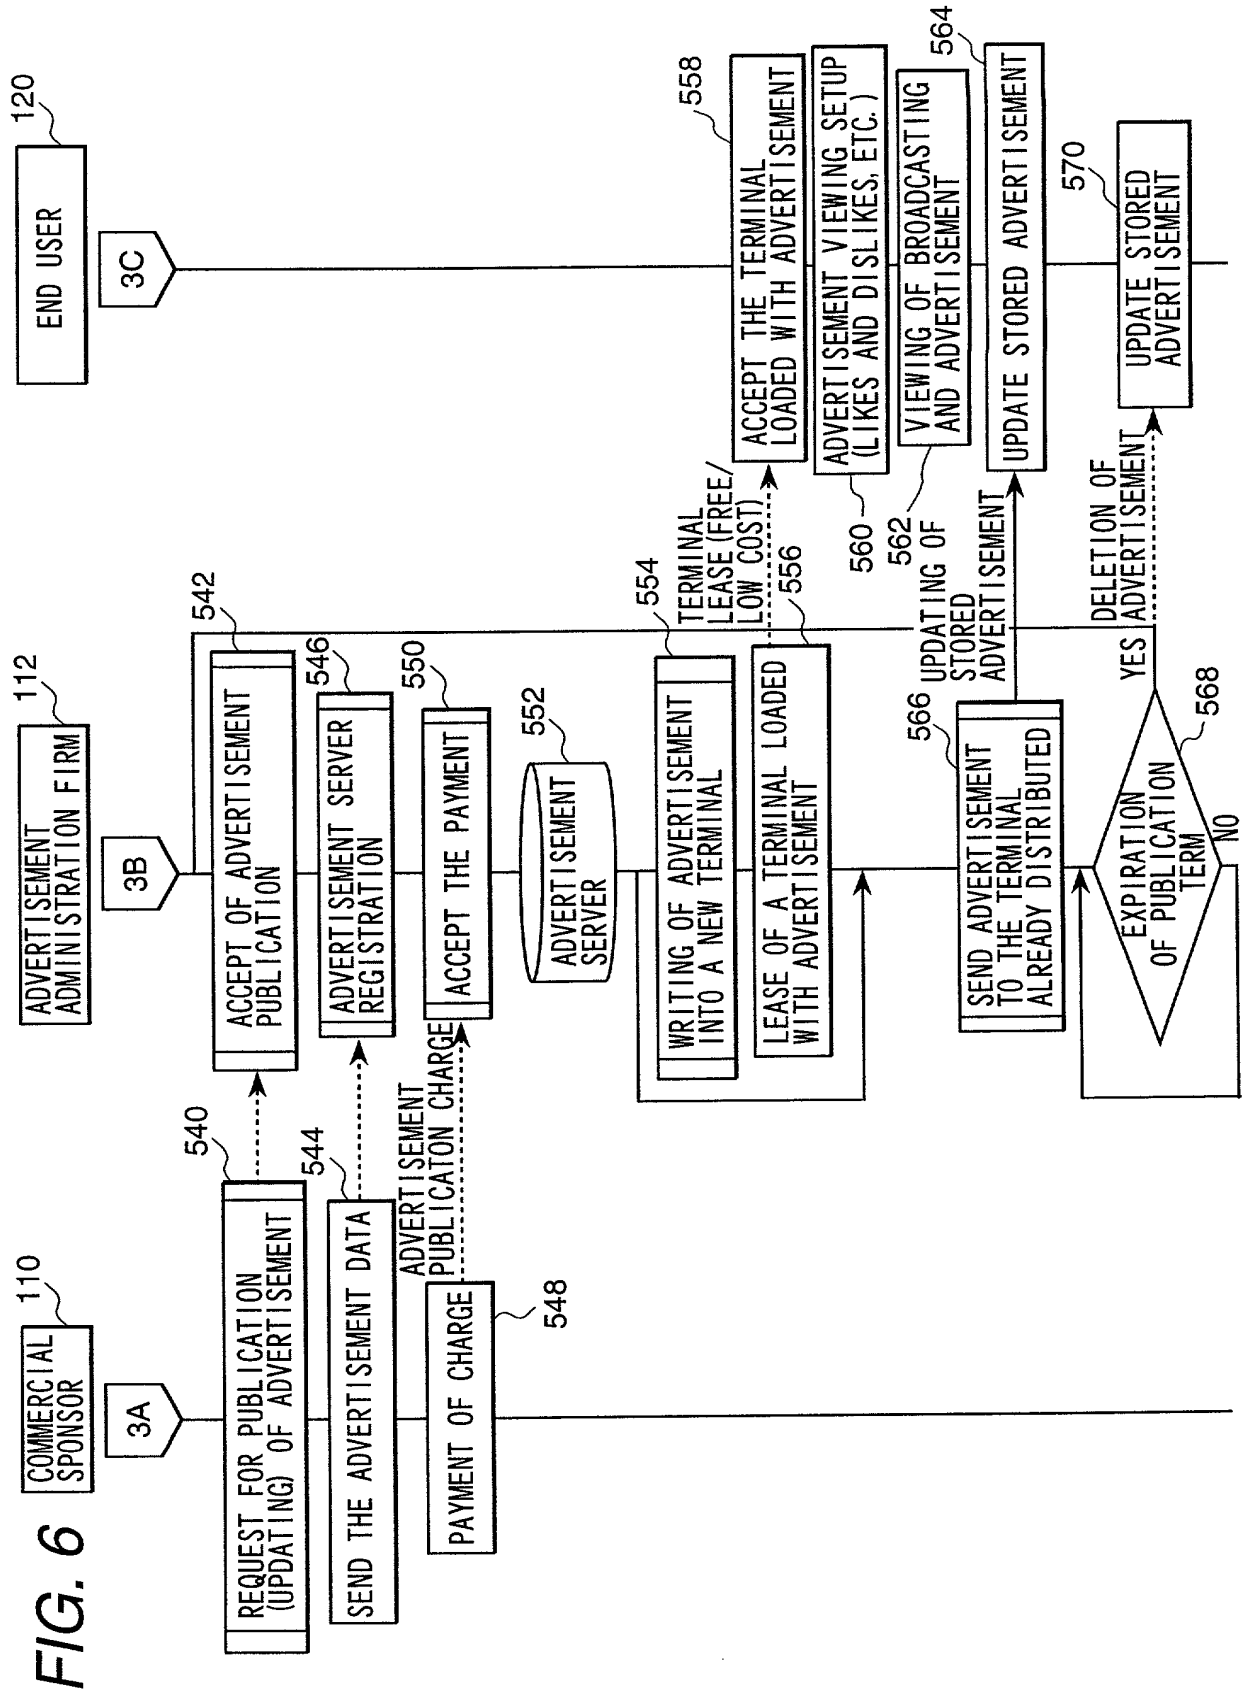 FIG. 6
COMMERCIAL
SPONSOR
110
3A
REQUEST FOR PUBLICATION
(UPDATING) OF ADVERTISEMENT
540
SEND THE ADVERTISEMENT DATA
544
ADVERTISEMENT
PUBLICATON CHARGE
PAYMENT OF CHARGE
548
ADVERTISEMENT
ADMINISTRATION FIRM
112
3B
ACCEPT OF ADVERTISEMENT
PUBLICATION
542
ADVERTISEMENT SERVER
REGISTRATION
546
ACCEPT THE PAYMENT
550
ADVERTISEMENT
SERVER
552
WRITING OF ADVERTISEMENT
INTO A NEW TERMINAL
554
LEASE OF A TERMINAL LOADED
WITH ADVERTISEMENT
556
TERMINAL
LEASE (FREE/
LOW COST)
SEND ADVERTISEMENT
TO THE TERMINAL
ALREADY DISTRIBUTED
566
UPDATING OF
STORED
ADVERTISEMENT
EXPIRATION
OF PUBLICATION
TERM
568
YES
NO
DELETION OF
ADVERTISEMENT
END USER
120
3C
ACCEPT THE TERMINAL
LOADED WITH ADVERTISEMENT
558
ADVERTISEMENT VIEWING SETUP
(LIKES AND DISLIKES, ETC.)
560
VIEWING OF BROADCASTING
AND ADVERTISEMENT
562
UPDATE STORED ADVERTISEMENT
564
UPDATE STORED
ADVERTISEMENT
570